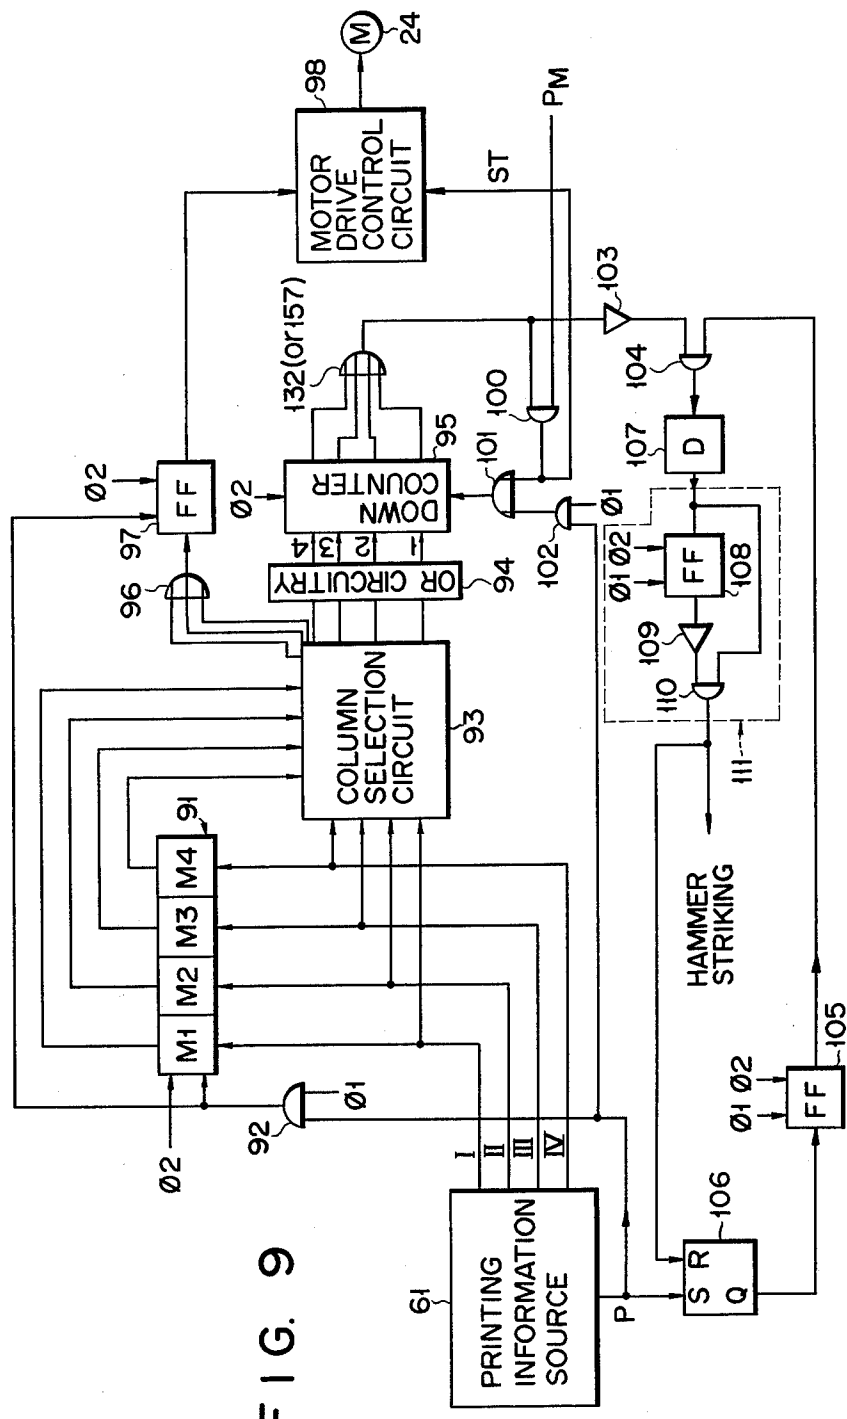 FIG. 9
M
24
98
MOTOR
DRIVE
CONTROL
CIRCUIT
ST
PM
Ø2
97
FF
96
132(or157)
Ø2
95
DOWN
COUNTER
4
3
2
1
OR CIRCUITRY
94
100
101
102
Ø1
103
104
107
D
Ø1
Ø2
FF
108
109
110
111
93
COLUMN
SELECTION
CIRCUIT
91
M1
M2
M3
M4
Ø2
92
Ø1
HAMMER
STRIKING
I
II
III
IV
61
PRINTING
INFORMATION
SOURCE
P
S
R
Q
106
Ø1
Ø2
FF
105